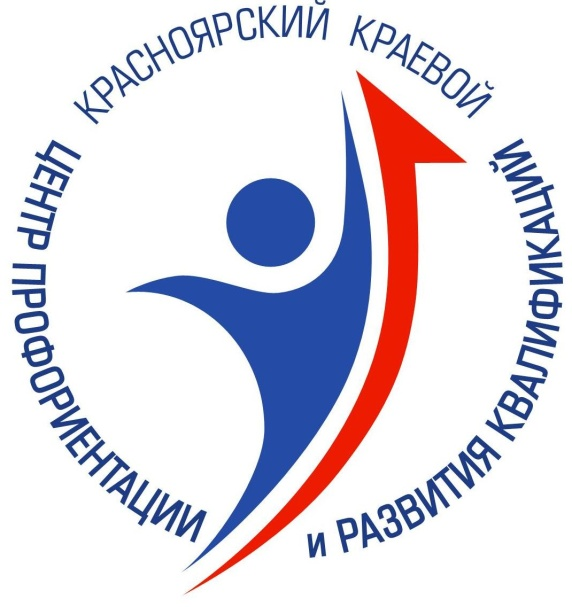 КРАСНОЯРСКИЙ КРАЕВОЙ
ЦЕНТР ПРОФОРИЕНТАЦИИ
и РАЗВИТИЯ КВАЛИФИКАЦИЙ